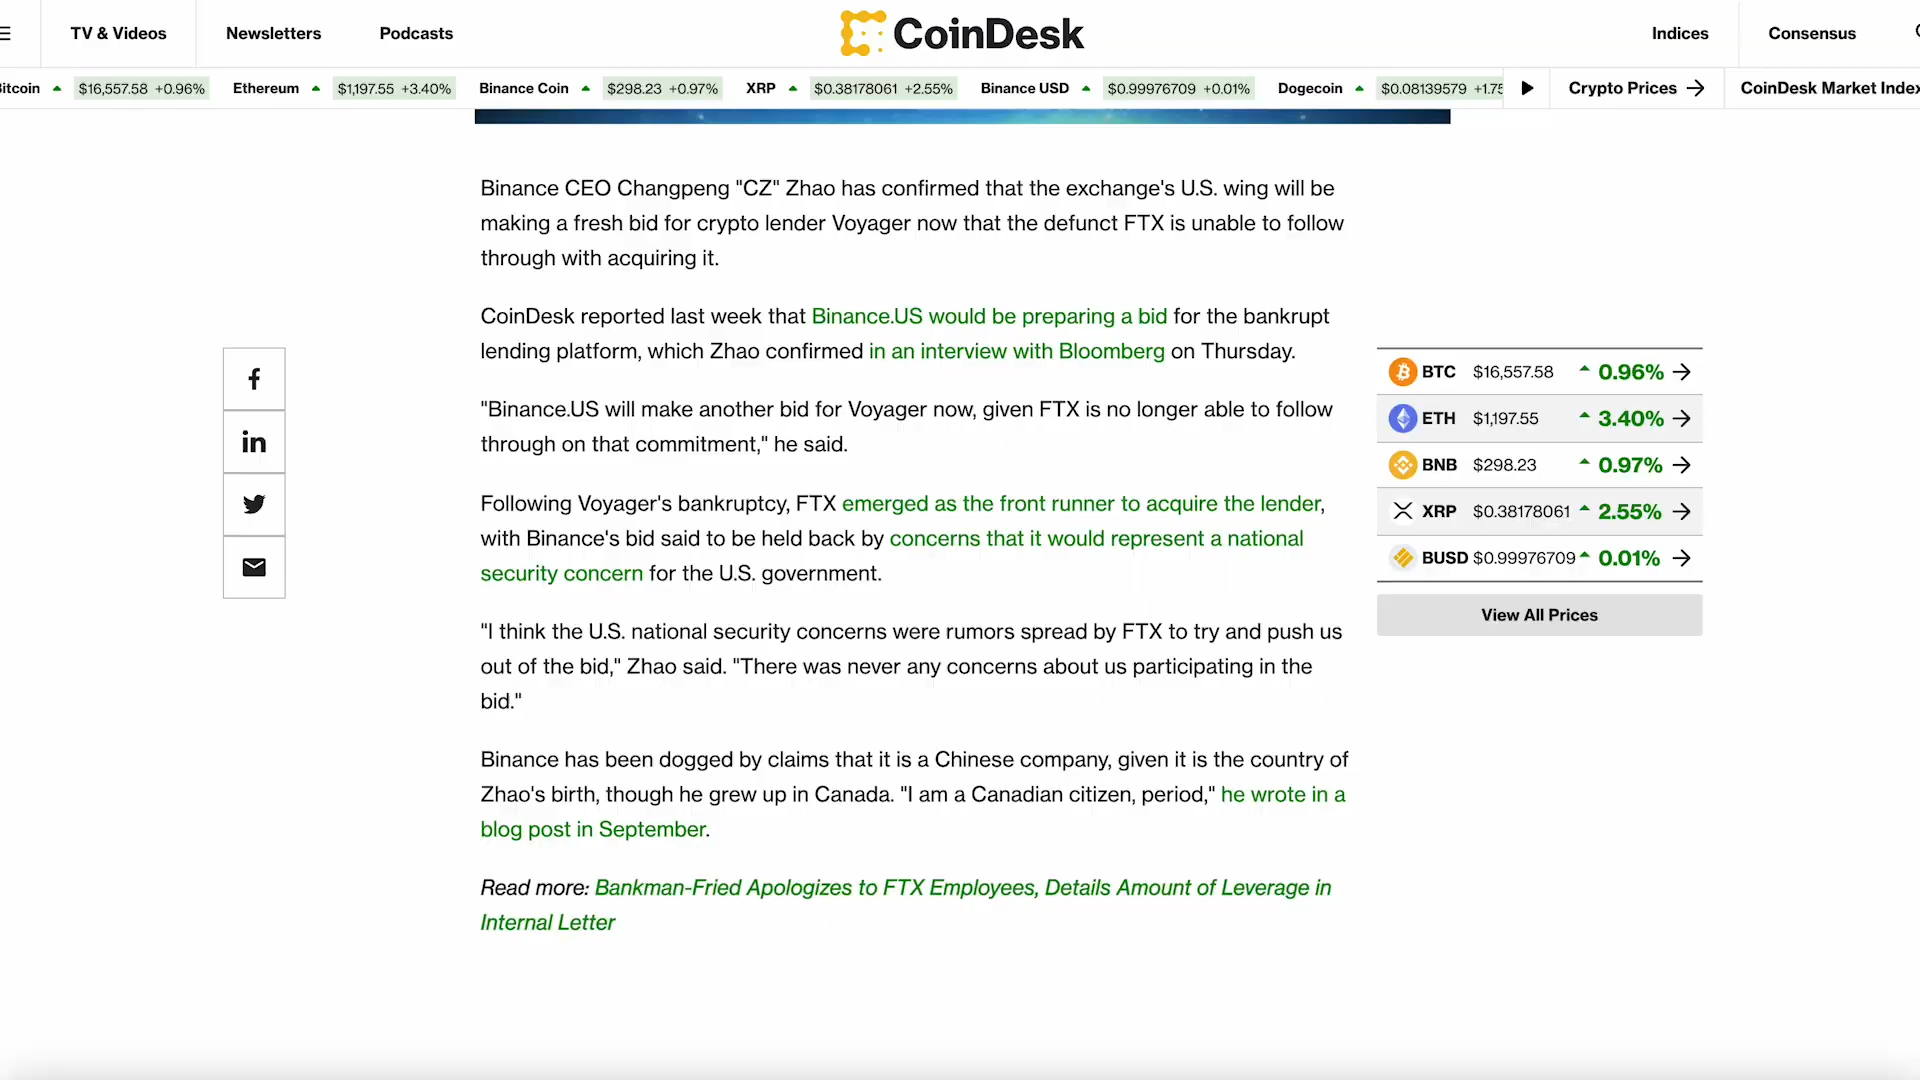 TV & Videos
Newsletters
Podcasts
CoinDesk
Indices
Consensus
itcoin $16,557.58 +0.96% Ethereum $1,197.55 +3.40% Binance Coin $298.23 +0.97% XRP $0.38178061 +2.55% Binance USD $0.99976709 +0.01% Dogecoin $0.08139579 +1.75
Crypto Prices
CoinDesk Market Index
Binance CEO Changpeng "CZ" Zhao has confirmed that the exchange's U.S. wing will be
making a fresh bid for crypto lender Voyager now that the defunct FTX is unable to follow
through with acquiring it.
CoinDesk reported last week that Binance.US would be preparing a bid for the bankrupt
lending platform, which Zhao confirmed in an interview with Bloomberg on Thursday.
"Binance.US will make another bid for Voyager now, given FTX is no longer able to follow
through on that commitment," he said.
Following Voyager's bankruptcy, FTX emerged as the front runner to acquire the lender,
with Binance's bid said to be held back by concerns that it would represent a national
security concern for the U.S. government.
"I think the U.S. national security concerns were rumors spread by FTX to try and push us
out of the bid," Zhao said. "There was never any concerns about us participating in the
bid."
Binance has been dogged by claims that it is a Chinese company, given it is the country of
Zhao's birth, though he grew up in Canada. "I am a Canadian citizen, period," he wrote in a
blog post in September.
Read more: Bankman-Fried Apologizes to FTX Employees, Details Amount of Leverage in
Internal Letter
BTC $16,557.58 0.96%
ETH $1,197.55 3.40%
BNB $298.23 0.97%
XRP $0.38178061 2.55%
BUSD $0.99976709 0.01%
View All Prices